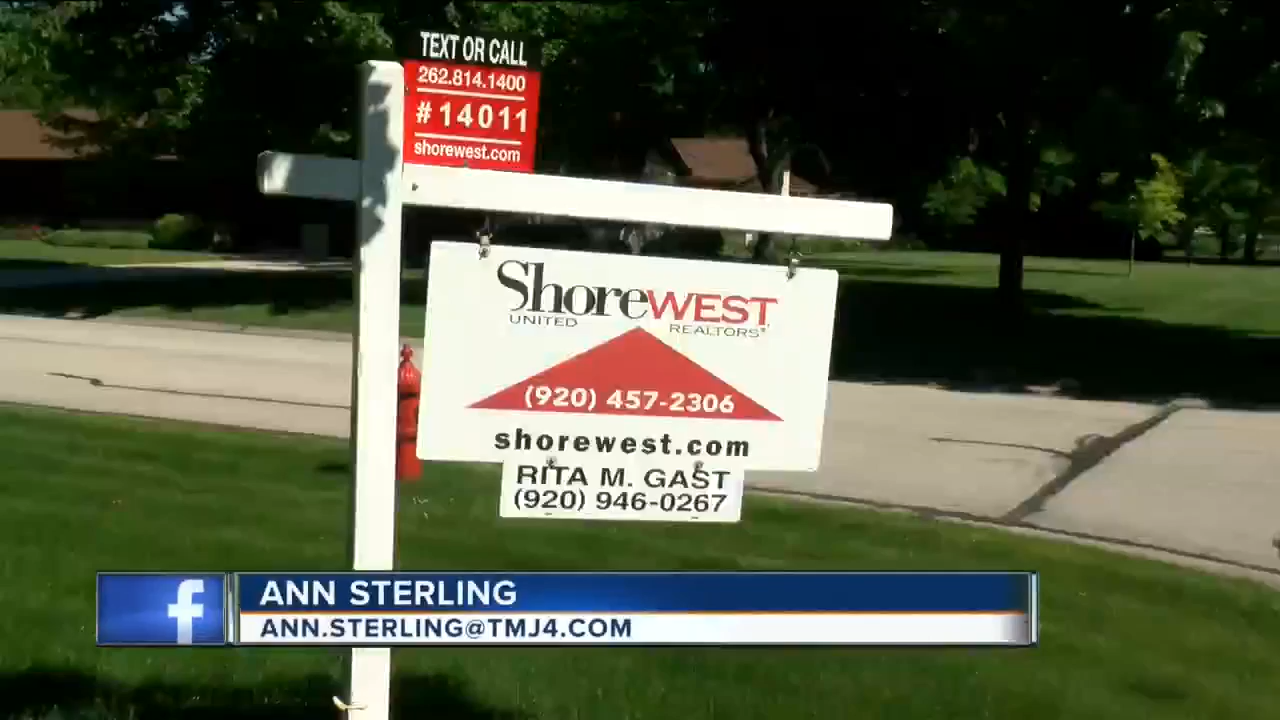 TEXT OR CALL
262.814.1400
#14011
shorewest.com
ShoreWEST
UNITED REALTORS®
(920) 457-2306
shorewest.com
RITA M. GAST
(920) 946-0267
f ANN STERLING
ANN.STERLING@TMJ4.COM